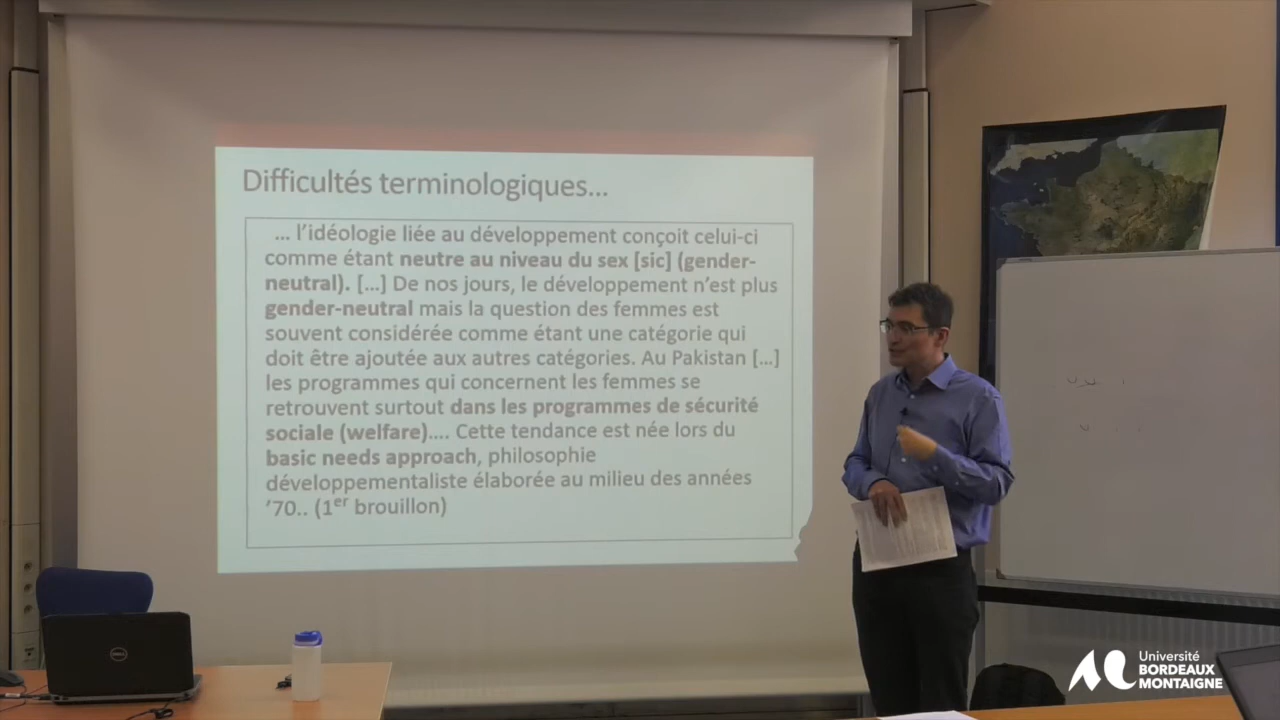 Difficultés terminologiques...
... l'idéologie liée au développement conçoit celui-ci
comme étant neutre au niveau du sex [sic] (gender-
neutral). [...] De nos jours, le développement n'est plus
gender-neutral mais la question des femmes est
souvent considérée comme étant une catégorie qui
doit être ajoutée aux autres catégories. Au Pakistan [...]
les programmes qui concernent les femmes se
retrouvent surtout dans les programmes de sécurité
sociale (welfare).... Cette tendance est née lors du
basic needs approach, philosophie
développementaliste élaborée au milieu des années
'70.. (1er brouillon)
DELL
Université
BORDEAUX
MONTAIGNE